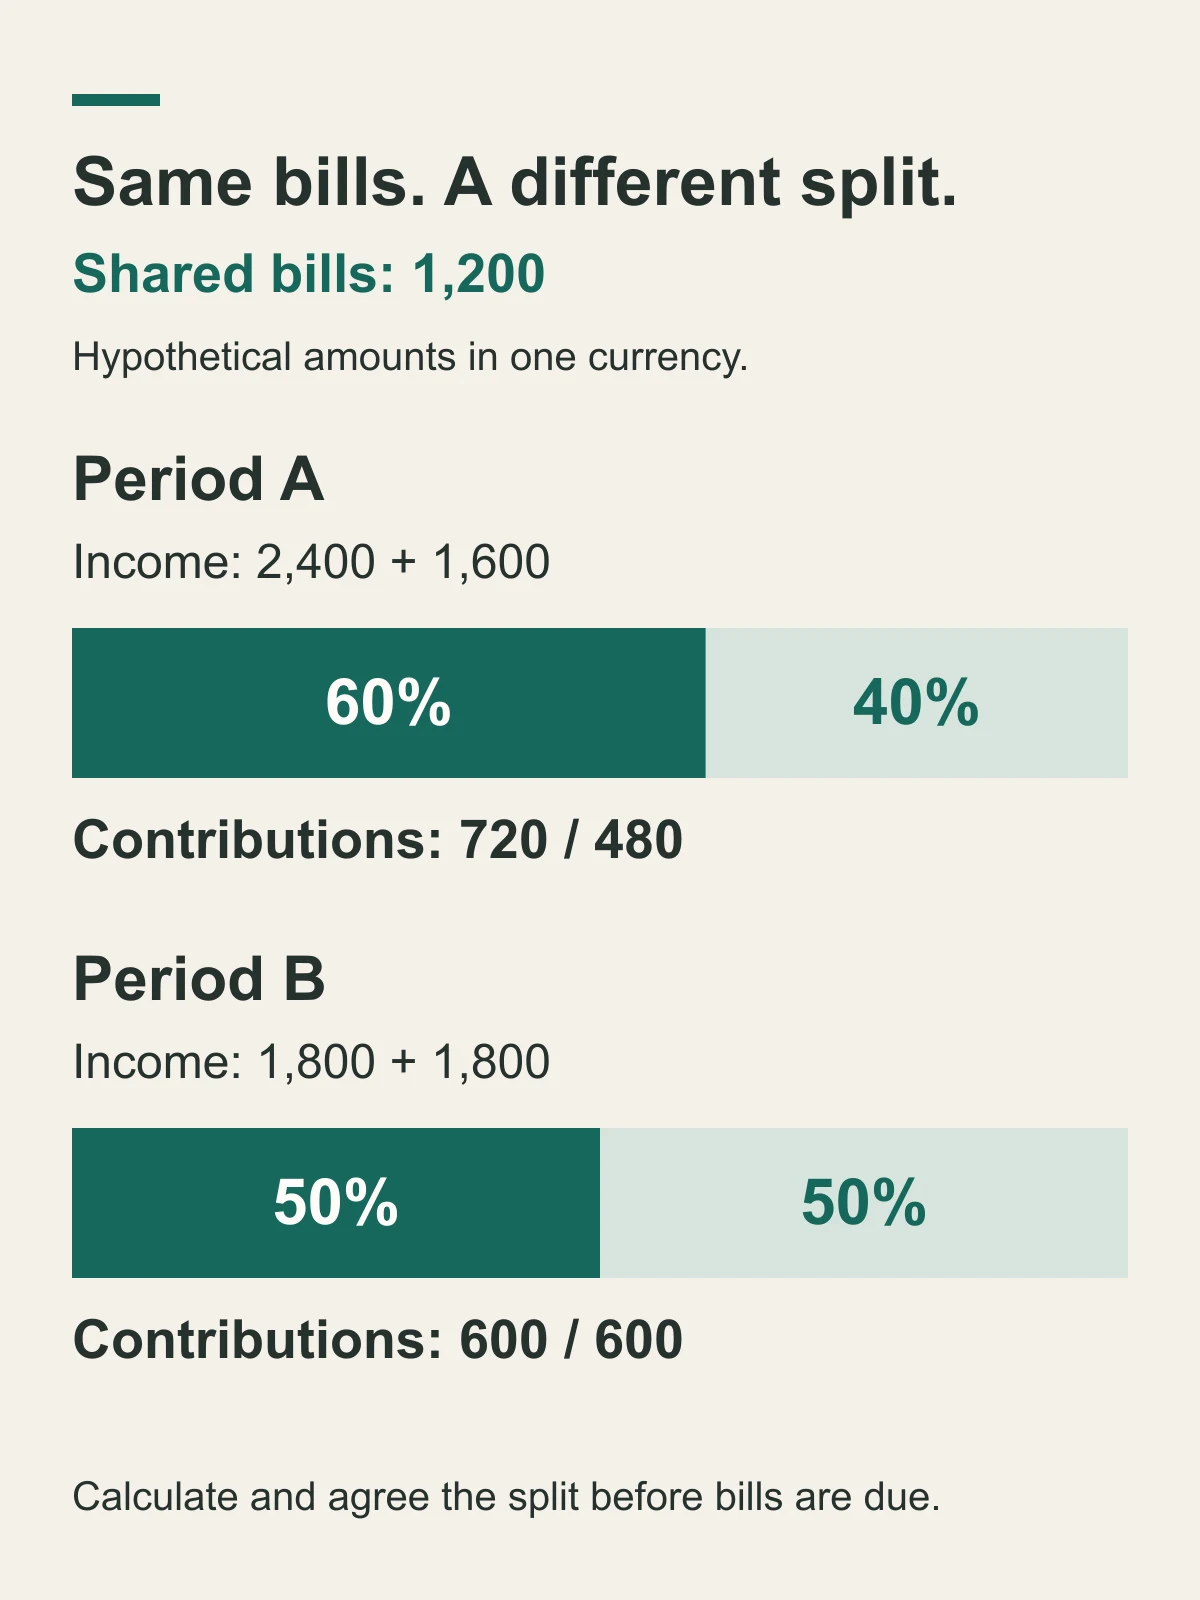 Same bills. A different split.
Shared bills: 1,200
Hypothetical amounts in one currency.
Period A
Income: 2,400 + 1,600
60% 40%
Contributions: 720 / 480
Period B
Income: 1,800 + 1,800
50% 50%
Contributions: 600 / 600
Calculate and agree the split before bills are due.